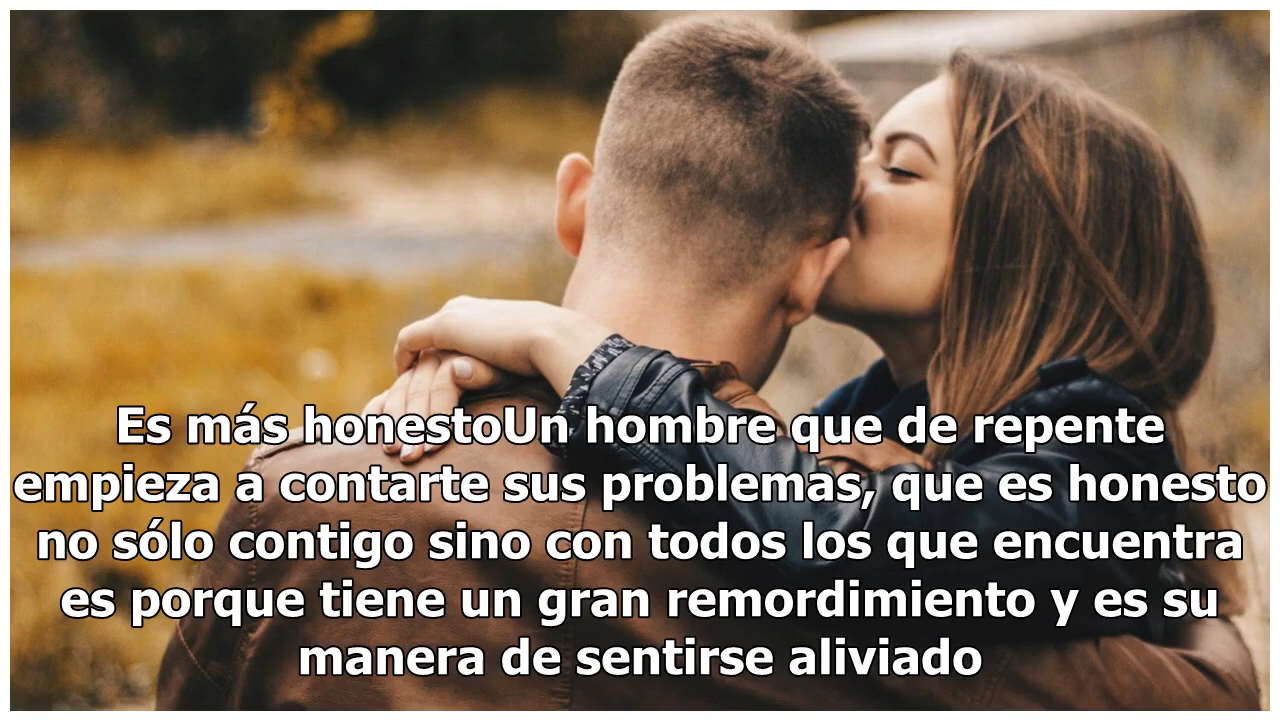 Es más honestoUn hombre que de repente
empieza a contarte sus problemas, que es honesto
no sólo contigo sino con todos los que encuentra
es porque tiene un gran remordimiento y es su
manera de sentirse aliviado